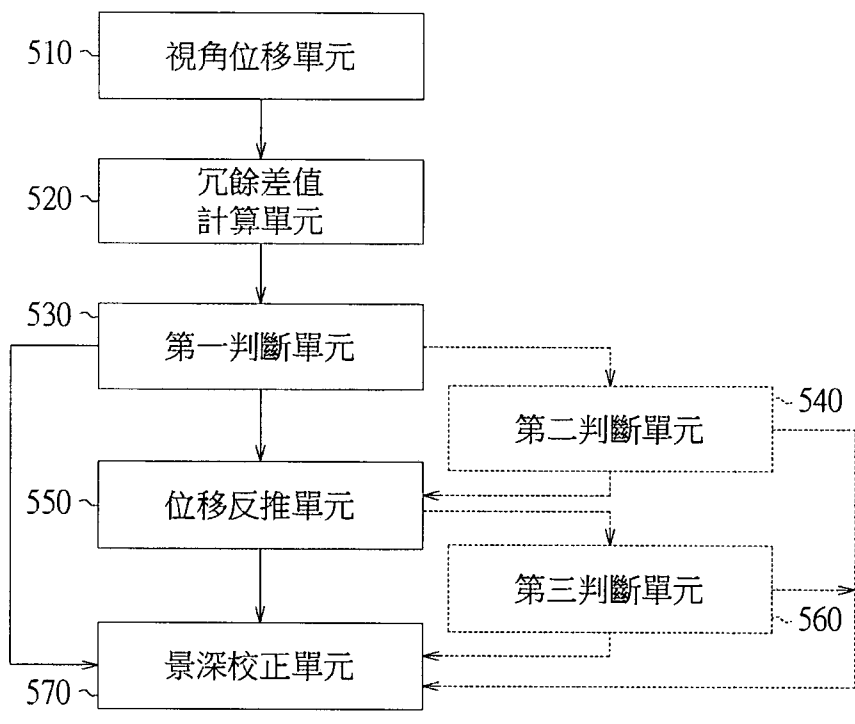 510
視角位移單元
520
冗餘差值
計算單元
530
第一判斷單元
540
第二判斷單元
550
位移反推單元
第三判斷單元
560
景深校正單元
570